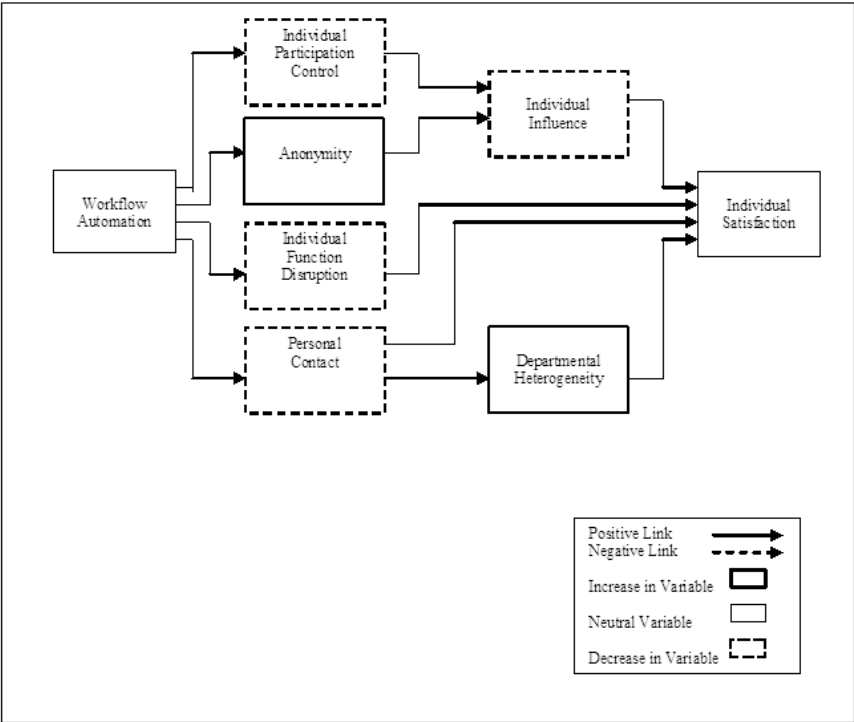 Individual
Participation
Control
Individual
Influence
Anonymity
Workflow
Automation
Individual
Satisfaction
Individual
Function
Disruption
Personal
Contact
Departmental
Heterogeneity
Positive Link
Negative Link
Increase in Variable
Neutral Variable
Decrease in Variable